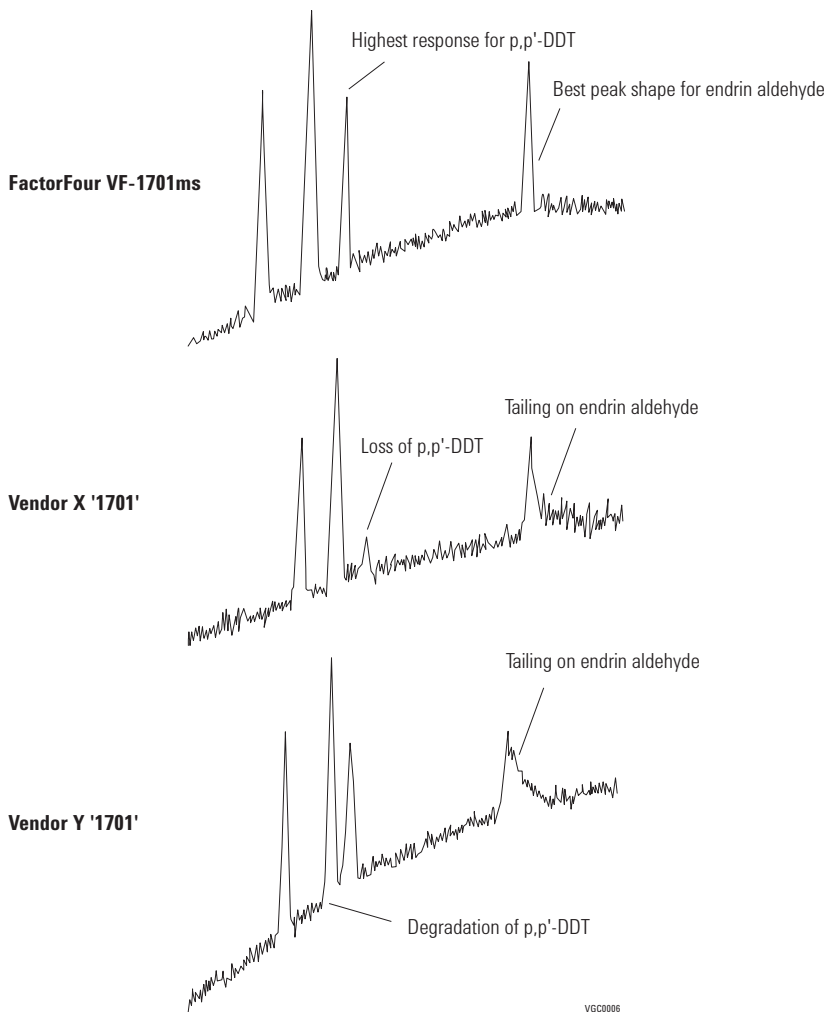 Highest response for p,p'-DDT
Best peak shape for endrin aldehyde
FactorFour VF-1701ms
Tailing on endrin aldehyde
Loss of p,p'-DDT
Vendor X '1701'
Tailing on endrin aldehyde
Vendor Y '1701'
Degradation of p,p'-DDT
VGC0006